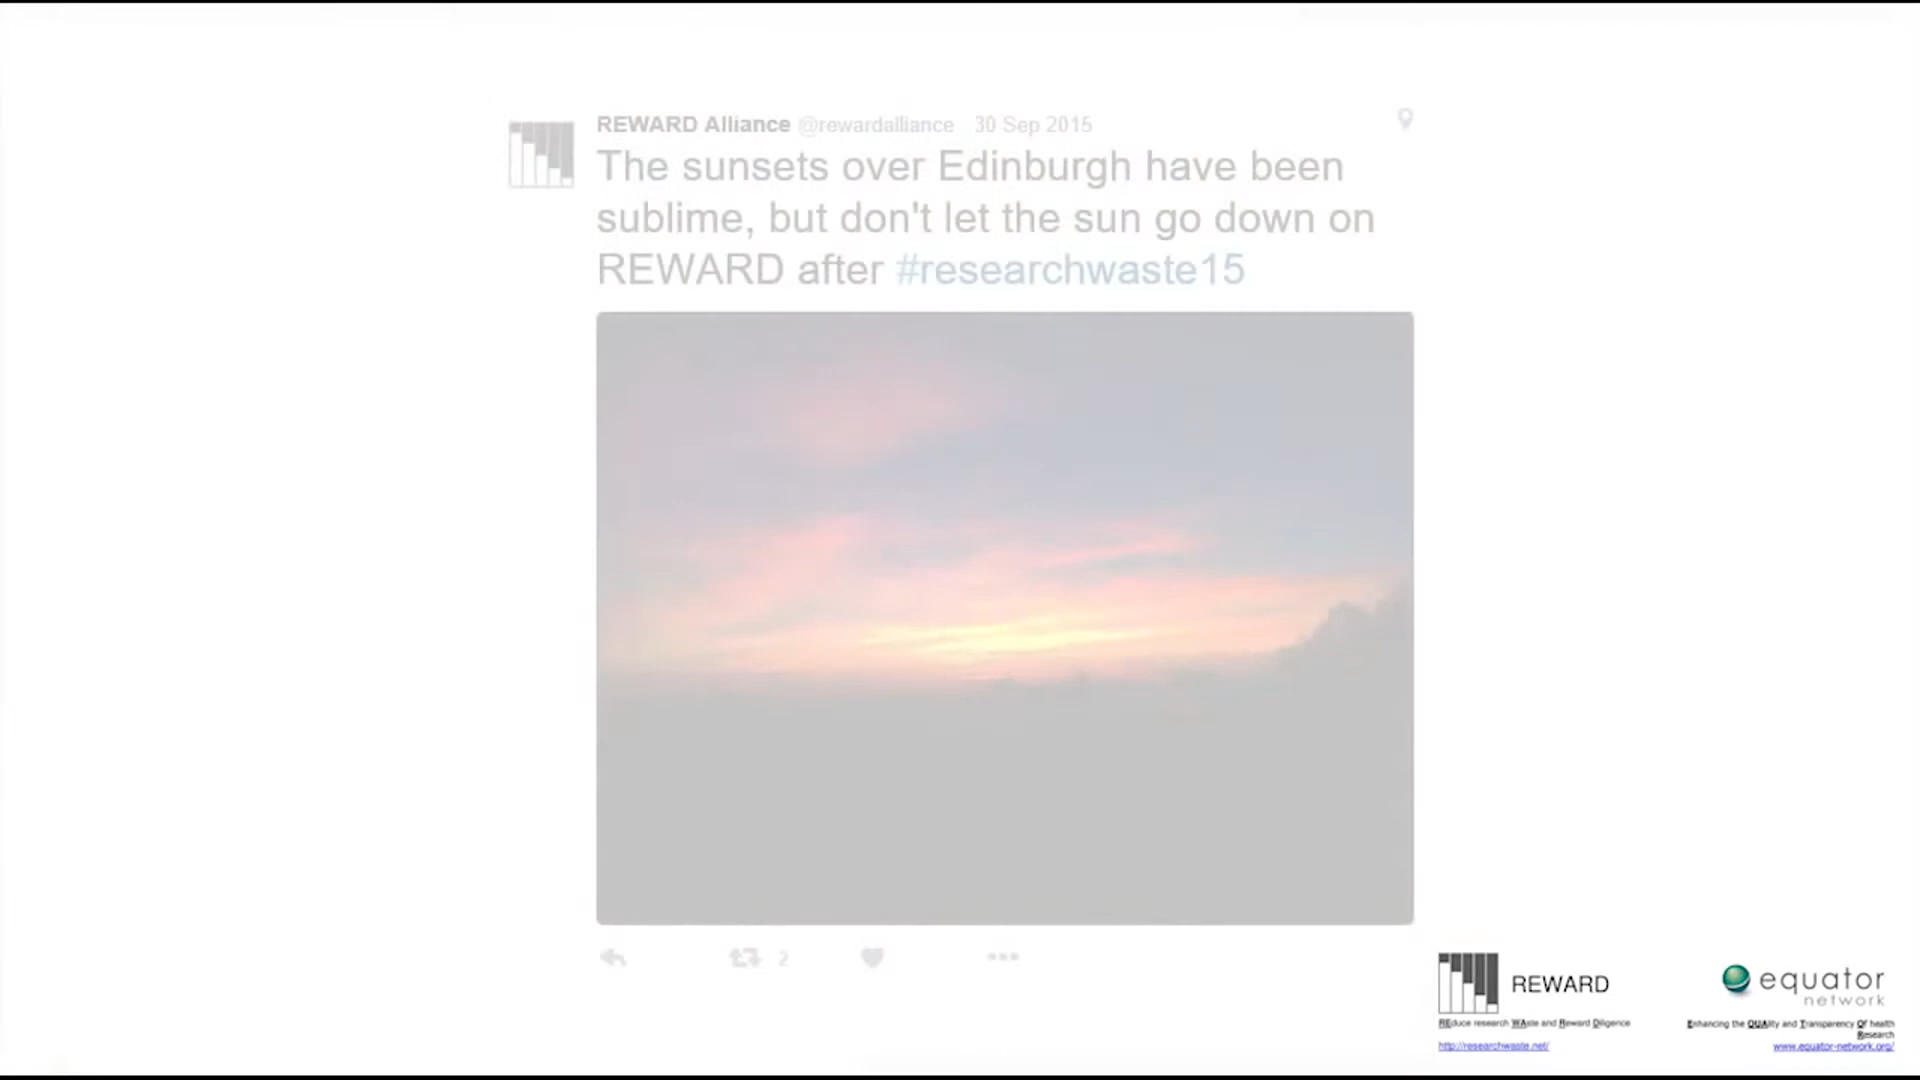 REWARD Alliance @rewardalliance 30 Sep 2015
The sunsets over Edinburgh have been
sublime, but don't let the sun go down on
REWARD after #researchwaste15
2
REWARD
REduce research WAste and Reward Diligence
http://researchwaste.net/
equator
network
Enhancing the QUAlity and Transparency Of health
Research
www.equator-network.org/